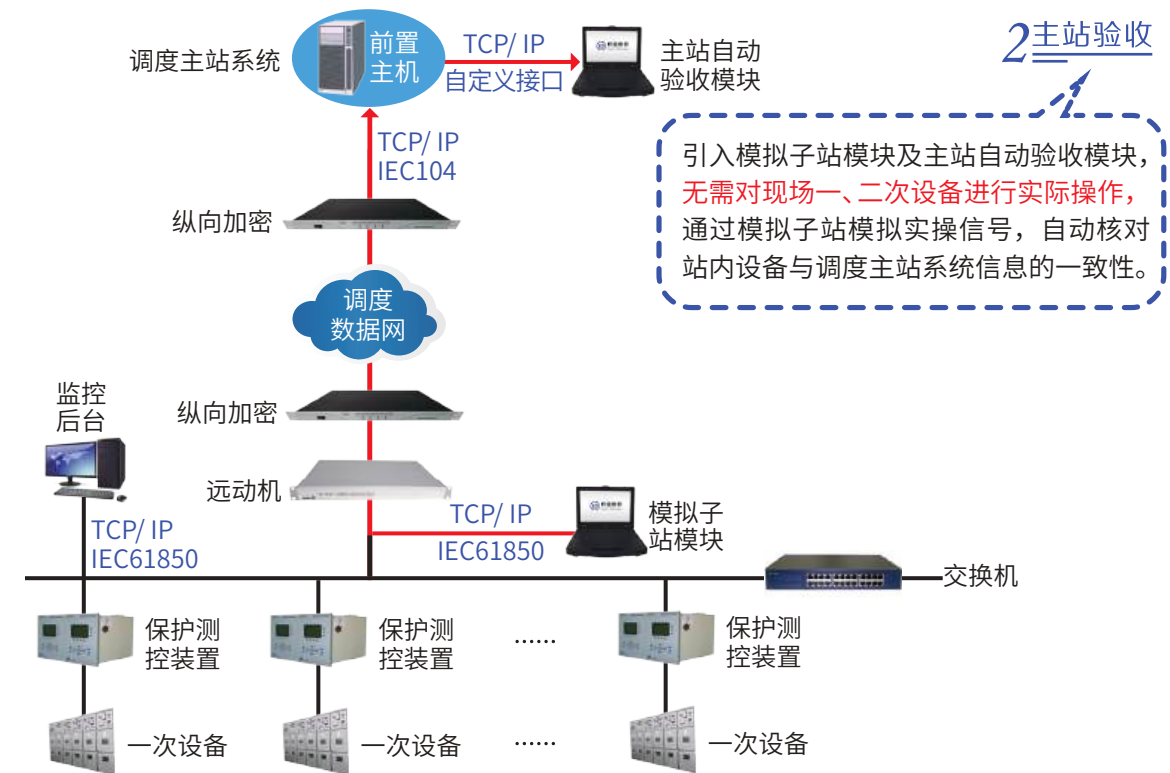 调度主站系统
前置
主机
TCP/ IP
自定义接口
主站自动
验收模块
2主站验收
引入模拟子站模块及主站自动验收模块，
无需对现场一、二次设备进行实际操作，
通过模拟子站模拟实操信号，自动核对
站内设备与调度主站系统信息的一致性。
TCP/ IP
IEC104
纵向加密
调度
数据网
纵向加密
监控
后台
远动机
TCP/ IP
IEC61850
TCP/ IP
IEC61850
模拟子
站模块
交换机
保护测
控装置
保护测
控装置
······
保护测
控装置
一次设备
一次设备
······
一次设备